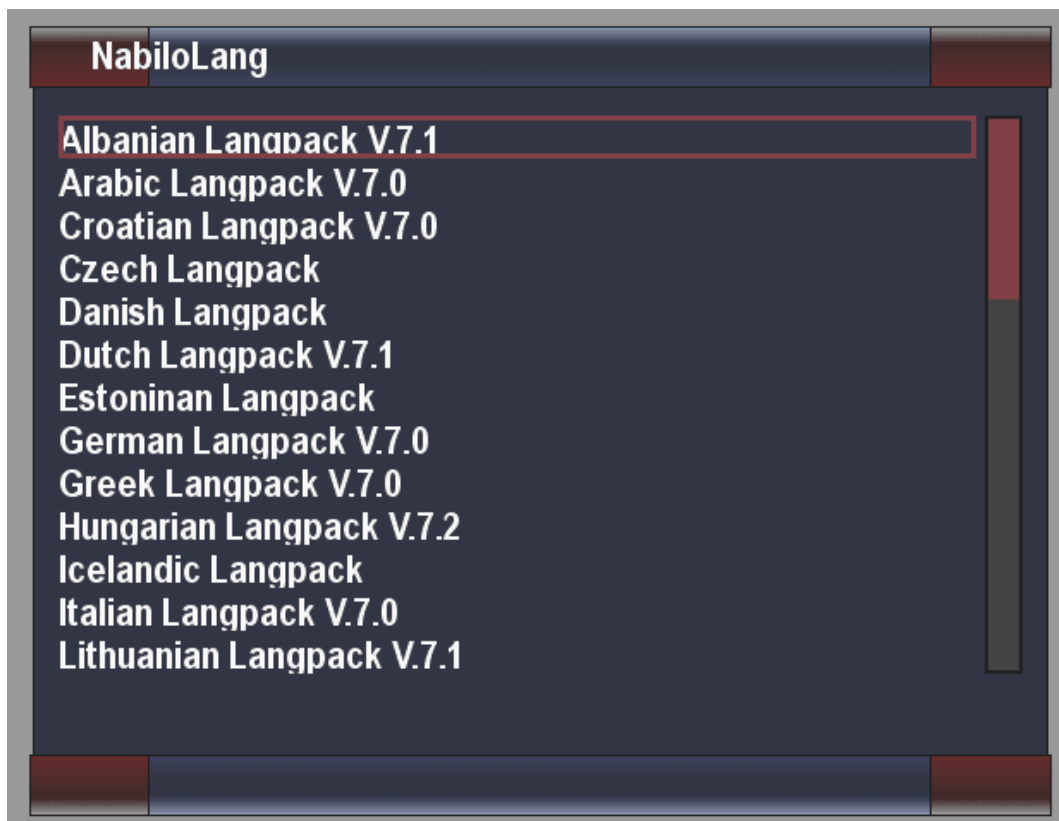 NabiloLang
Albanian Langpack V.7.1
Arabic Langpack V.7.0
Croatian Langpack V.7.0
Czech Langpack
Danish Langpack
Dutch Langpack V.7.1
Estoninan Langpack
German Langpack V.7.0
Greek Langpack V.7.0
Hungarian Langpack V.7.2
Icelandic Langpack
Italian Langpack V.7.0
Lithuanian Langpack V.7.1